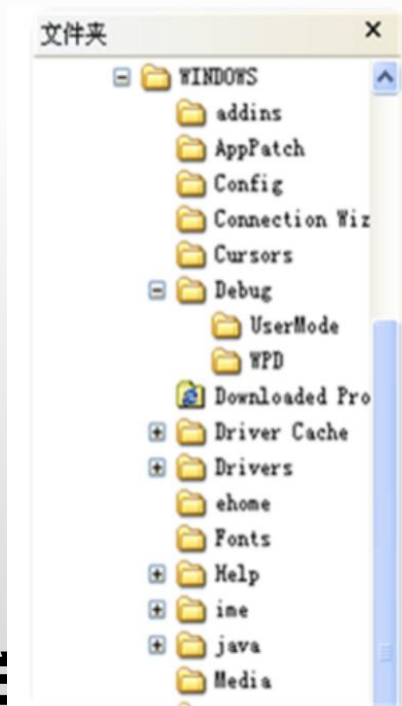 文件夹
WINDOWS
addins
AppPatch
Config
Connection Wiz
Cursors
Debug
UserMode
WPD
Downloaded Pro
Driver Cache
Drivers
ehome
Fonts
Help
ime
java
Media